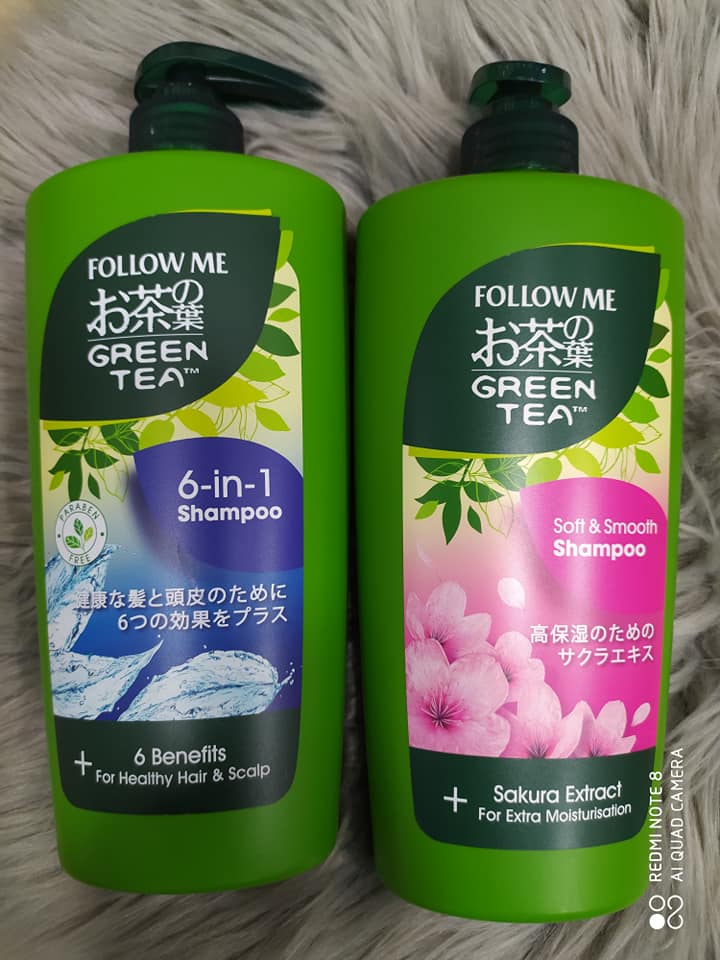 FOLLOW ME
お茶の葉
GREEN
TEA™
6-in-1
Shampoo
PARABEN
FREE
健康な髪と頭皮のために
6つの効果をプラス
+ 6 Benefits
For Healthy Hair & Scalp
FOLLOW ME
お茶の葉
GREEN
TEA™
Soft & Smooth
Shampoo
高保湿のための
サクラエキス
+ Sakura Extract
For Extra Moisturisation
REDMI NOTE 8
AI QUAD CAMERA